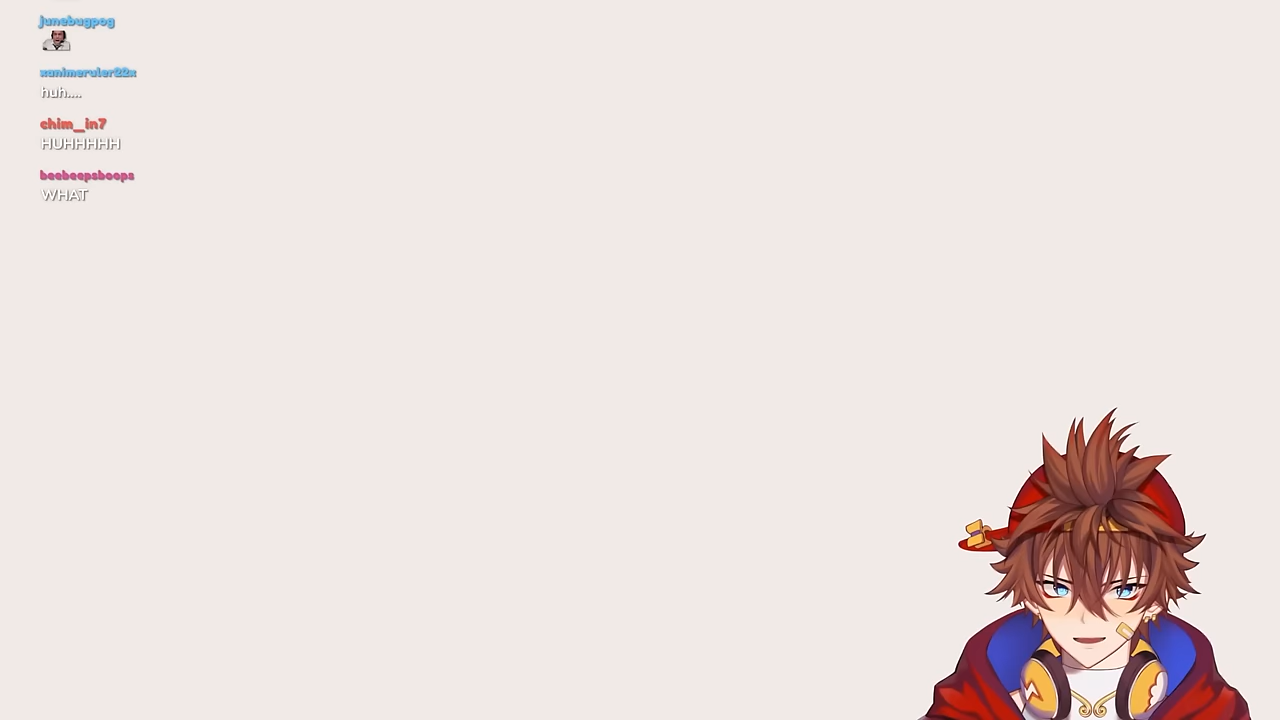 junebugpog
xanimeruler22x
huh....
chim_in7
HUHHHHH
beebeepsboops
WHAT